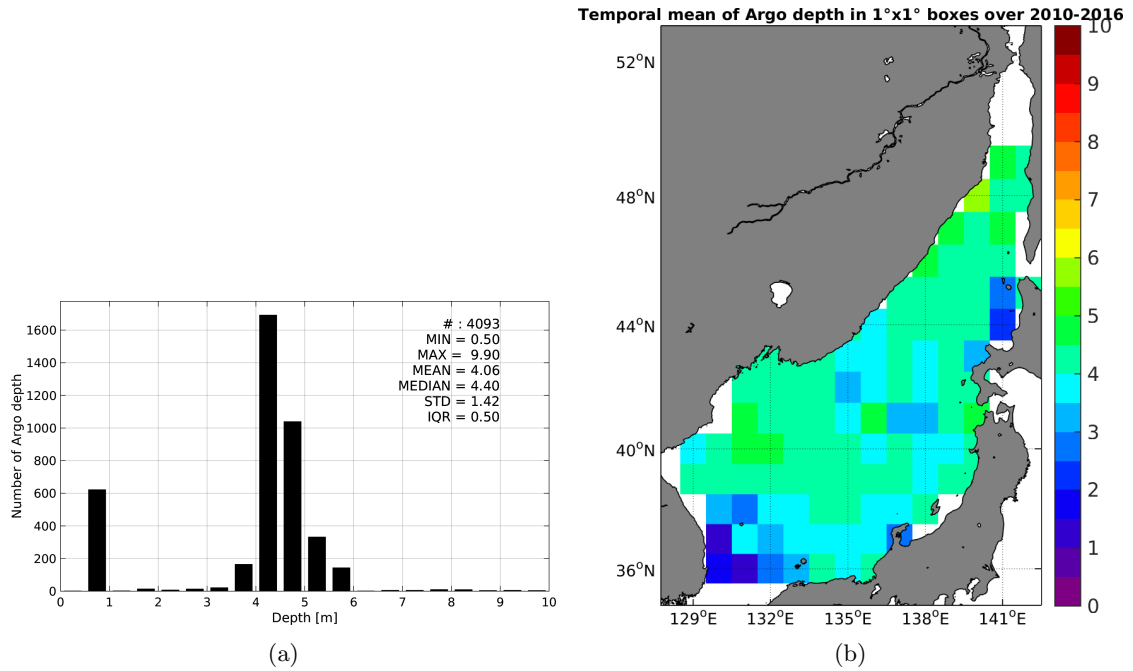 Temporal mean of Argo depth in 1°x1° boxes over 2010-2016
# : 4093
MIN = 0.50
MAX = 9.90
MEAN = 4.06
MEDIAN = 4.40
STD = 1.42
IQR = 0.50
Number of Argo depth
1600
1400
1200
1000
800
600
400
200
0
0 1 2 3 4 5 6 7 8 9 10
Depth [m]
(a)
52°N
48°N
44°N
40°N
36°N
129°E 132°E 135°E 138°E 141°E
10
9
8
7
6
5
4
3
2
1
0
(b)